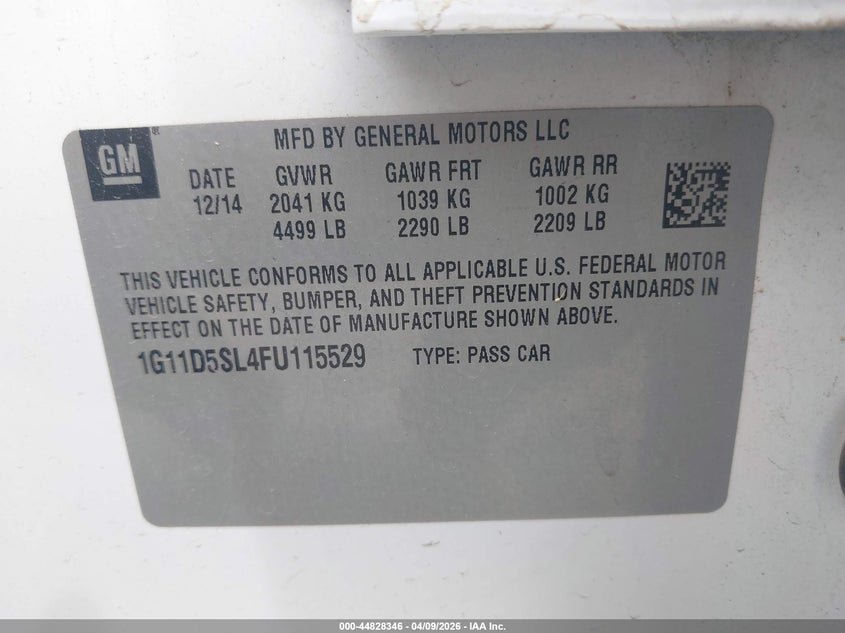 MFD BY GENERAL MOTORS LLC
GM®
DATE GVWR GAWR FRT GAWR RR
12/14 2041 KG 1039 KG 1002 KG
4499 LB 2290 LB 2209 LB
THIS VEHICLE CONFORMS TO ALL APPLICABLE U.S. FEDERAL MOTOR
VEHICLE SAFETY, BUMPER, AND THEFT PREVENTION STANDARDS IN
EFFECT ON THE DATE OF MANUFACTURE SHOWN ABOVE.
1G11D5SL4FU115529 TYPE: PASS CAR
000-44828346 - 04/09/2026 - IAA Inc.